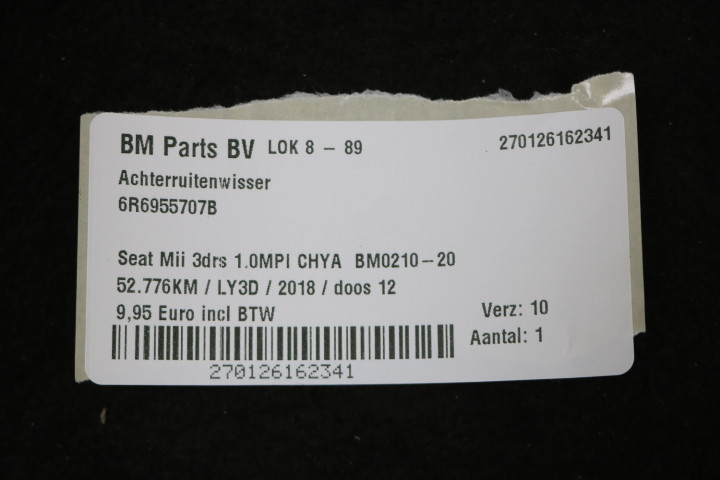 BM Parts BV LOK 8 - 89 270126162341
Achterruitenwisser
6R6955707B
Seat Mii 3drs 1.0MPI CHYA BM0210-20
52.776KM / LY3D / 2018 / doos 12
9,95 Euro incl BTW Verz: 10
Aantal: 1
270126162341